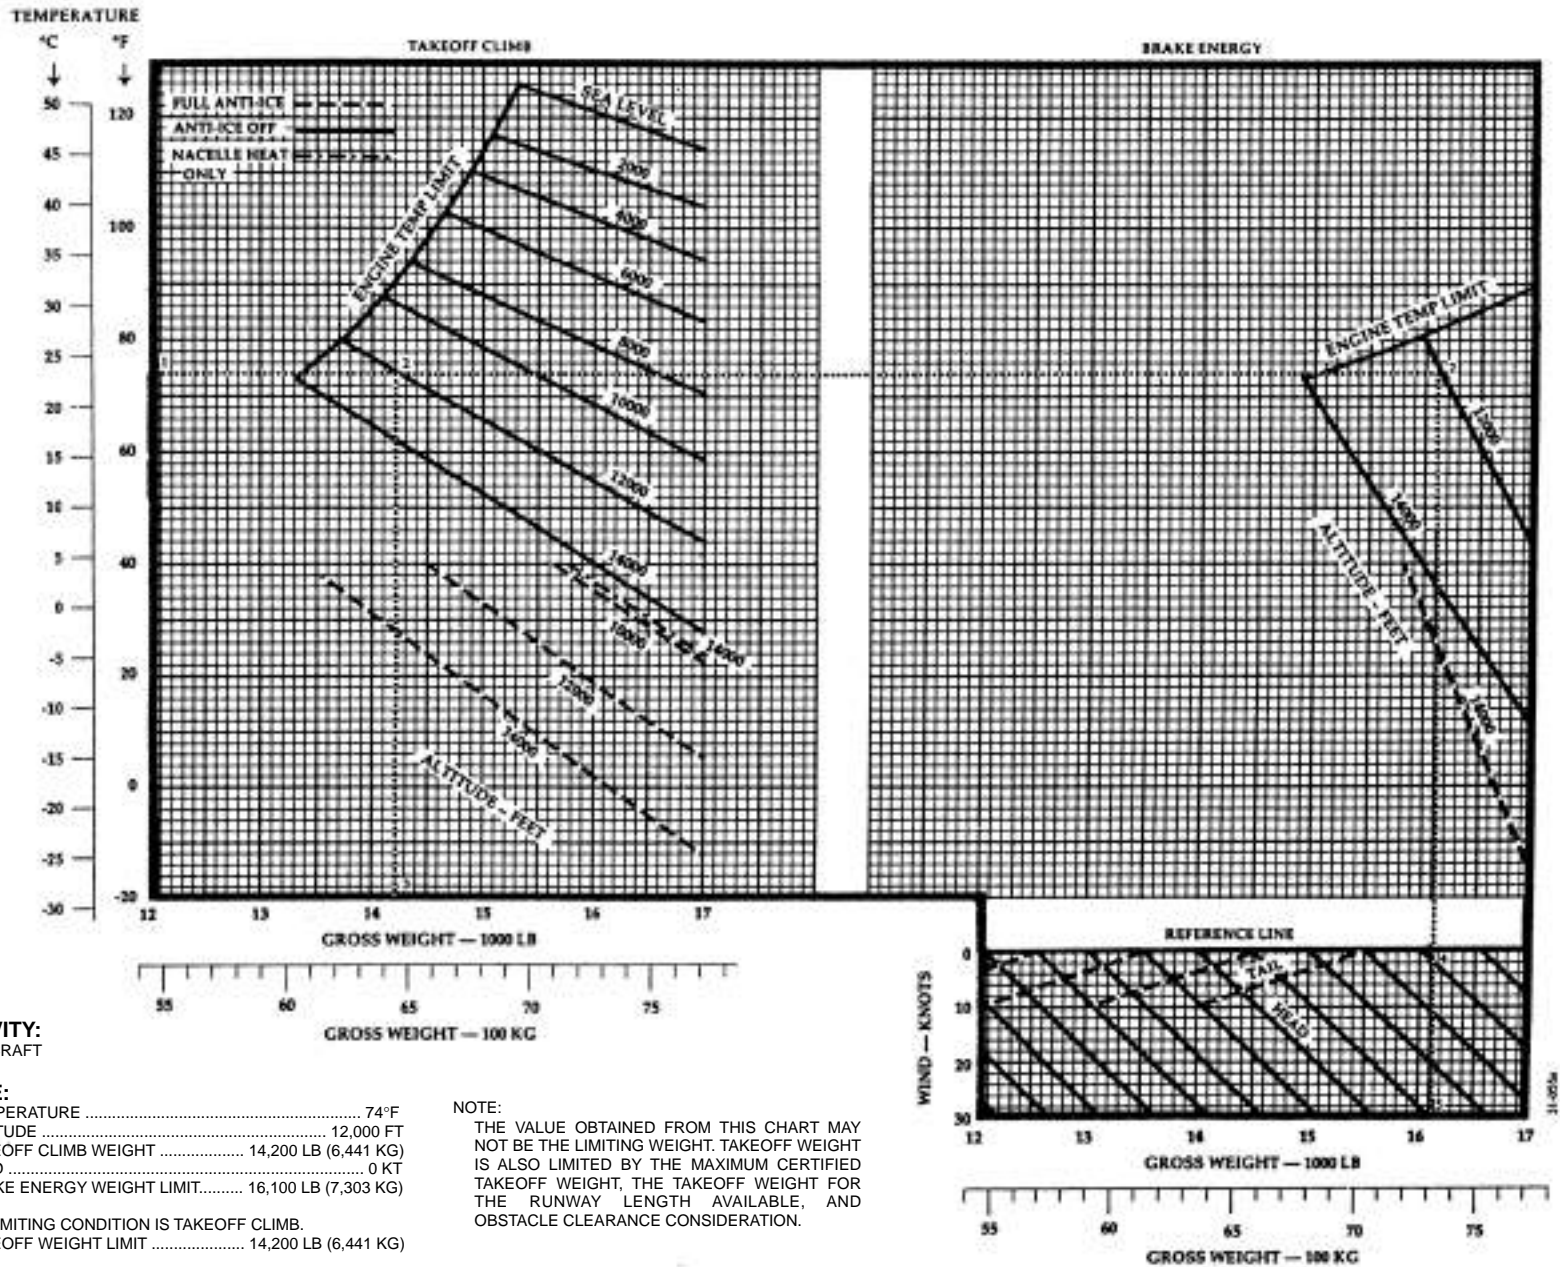 TEMPERATURE
°C
°F
TAKEOFF CLIMB
BRAKE ENERGY
FULL ANTI-ICE
ANTI-ICE OFF
NACELLE HEAT
ONLY
50
45
40
35
30
25
20
15
10
5
0
-5
-10
-15
-20
-25
-30
120
100
80
60
40
20
0
-20
ENGINE TEMP LIMIT
SEA LEVEL
2000
4000
6000
8000
10000
12000
14000
10000
14000
12000
14000
ALTITUDE – FEET
1
2
12
13
14
15
16
17
GROSS WEIGHT — 1000 LB
55
60
65
70
75
GROSS WEIGHT — 100 KG
ENGINE TEMP LIMIT
12000
14000
14000
ALTITUDE – FEET
REFERENCE LINE
WIND — KNOTS
0
10
20
30
TAIL
HEAD
12
13
14
15
16
17
GROSS WEIGHT — 1000 LB
55
60
65
70
75
GROSS WEIGHT — 100 KG
VITY:
RAFT
E:
PERATURE .............................................................. 74°F
TUDE ................................................................ 12,000 FT
EOFF CLIMB WEIGHT ................... 14,200 LB (6,441 KG)
D ................................................................................ 0 KT
KE ENERGY WEIGHT LIMIT.......... 16,100 LB (7,303 KG)
IMITING CONDITION IS TAKEOFF CLIMB.
EOFF WEIGHT LIMIT ..................... 14,200 LB (6,441 KG)
NOTE:
THE VALUE OBTAINED FROM THIS CHART MAY
NOT BE THE LIMITING WEIGHT. TAKEOFF WEIGHT
IS ALSO LIMITED BY THE MAXIMUM CERTIFIED
TAKEOFF WEIGHT, THE TAKEOFF WEIGHT FOR
THE RUNWAY LENGTH AVAILABLE, AND
OBSTACLE CLEARANCE CONSIDERATION.